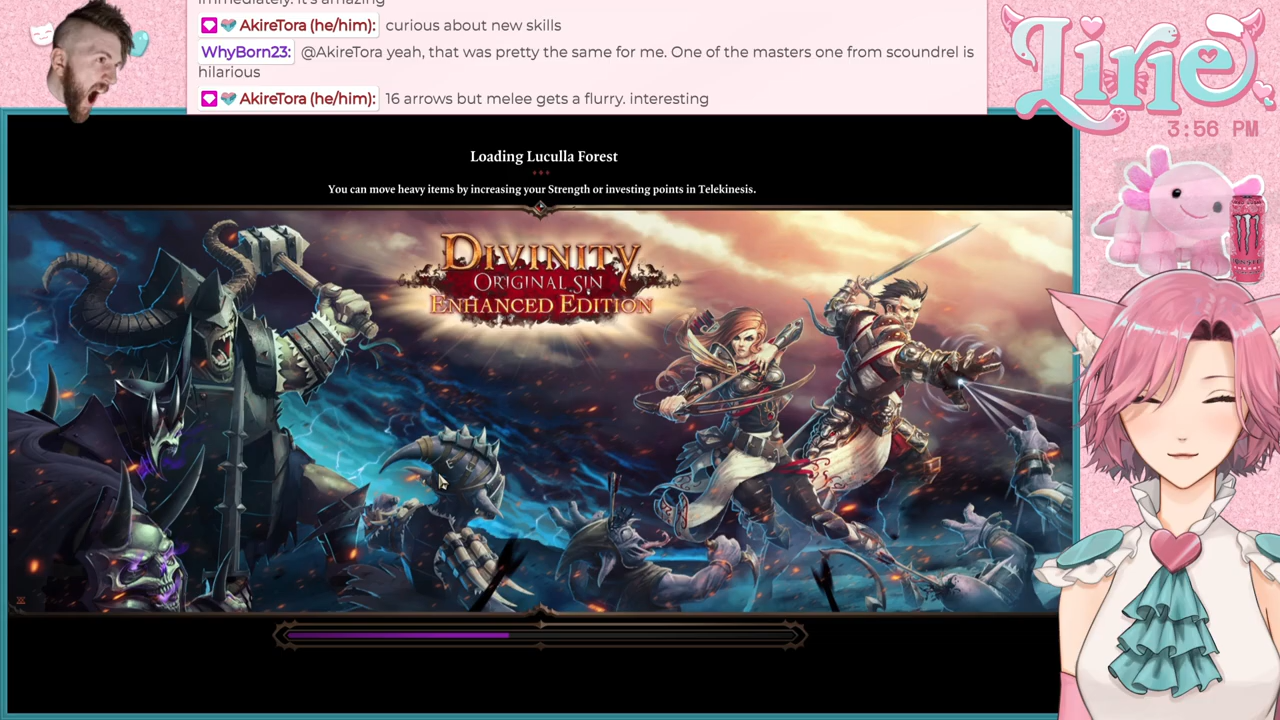 immediately. it's amazing
AkireTora (he/him): curious about new skills
WhyBorn23: @AkireTora yeah, that was pretty the same for me. One of the masters one from scoundrel is
hilarious
AkireTora (he/him): 16 arrows but melee gets a flurry. interesting
Lirie
3:56 PM
Loading Luculla Forest
You can move heavy items by increasing your Strength or investing points in Telekinesis.
DIVINITY
ORIGINAL SIN
ENHANCED EDITION